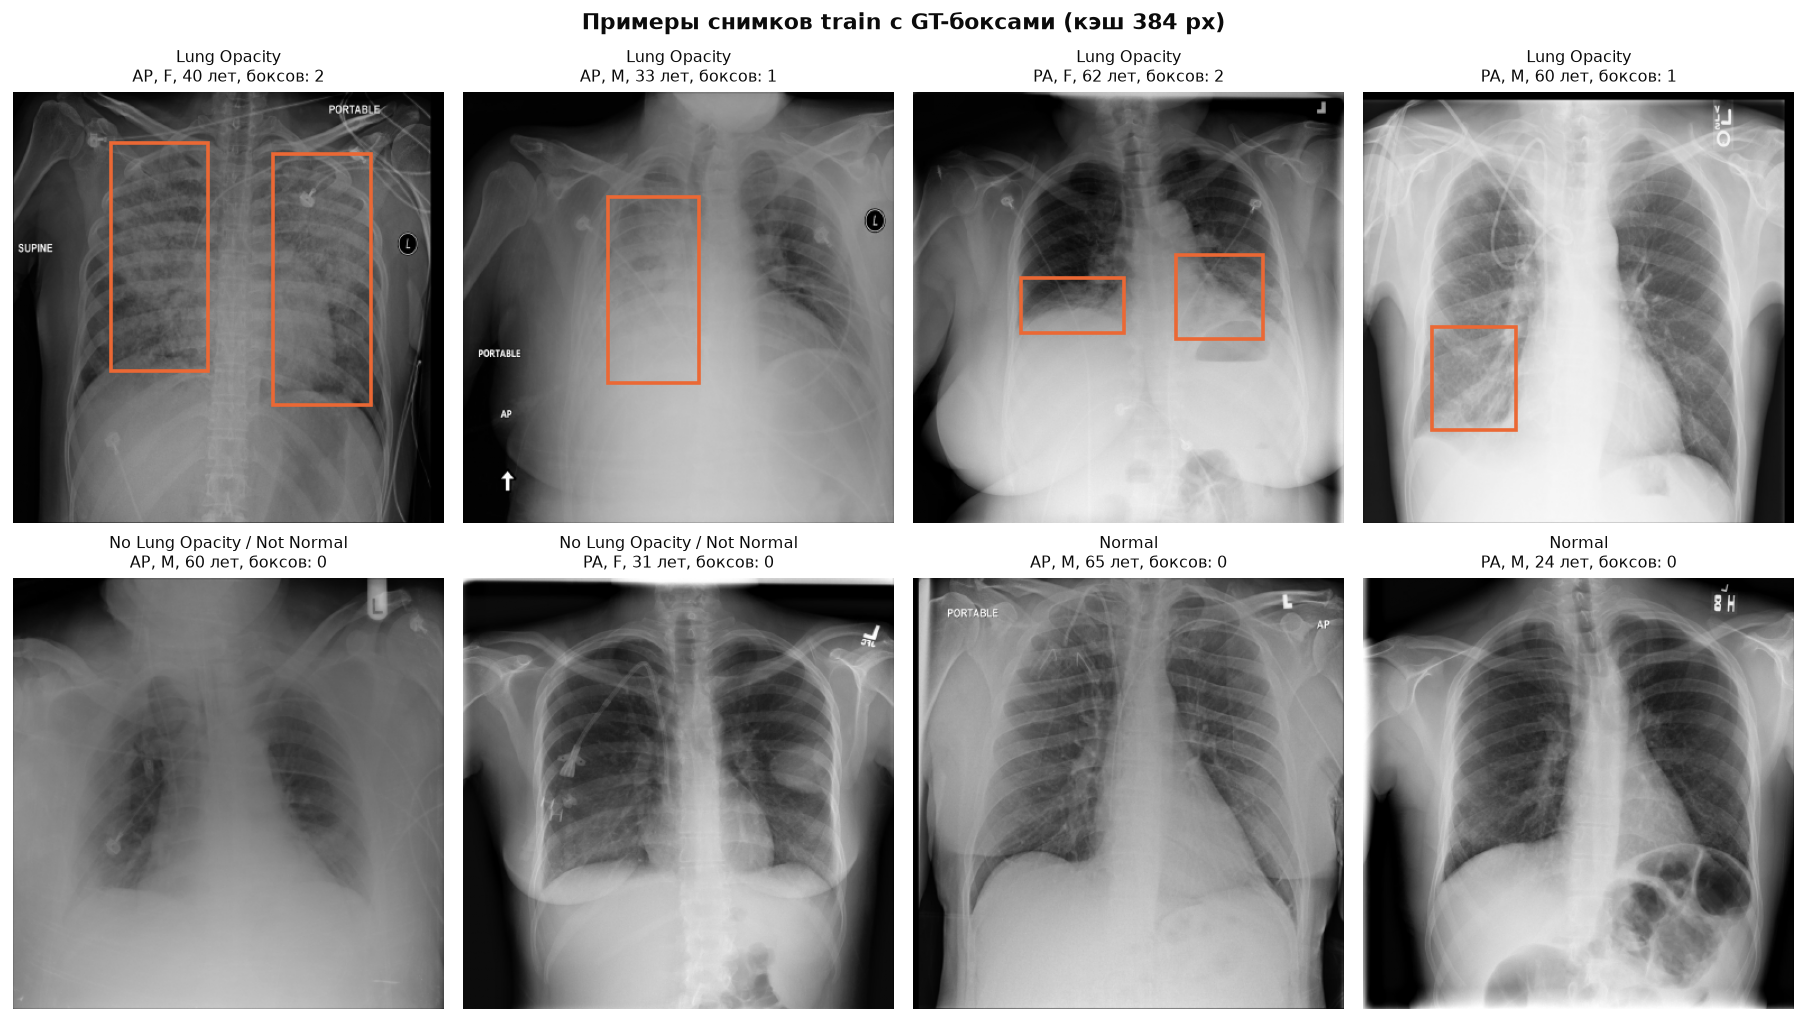 Примеры снимков train с GT-боксами (кэш 384 px)
Lung Opacity
AP, F, 40 лет, боксов: 2
Lung Opacity
AP, M, 33 лет, боксов: 1
Lung Opacity
PA, F, 62 лет, боксов: 2
Lung Opacity
PA, M, 60 лет, боксов: 1
PORTABLE
SUPINE
L
L
PORTABLE
AP
L
L
No Lung Opacity / Not Normal
AP, M, 60 лет, боксов: 0
No Lung Opacity / Not Normal
PA, F, 31 лет, боксов: 0
Normal
AP, M, 65 лет, боксов: 0
Normal
PA, M, 24 лет, боксов: 0
L
L
PORTABLE
L
AP